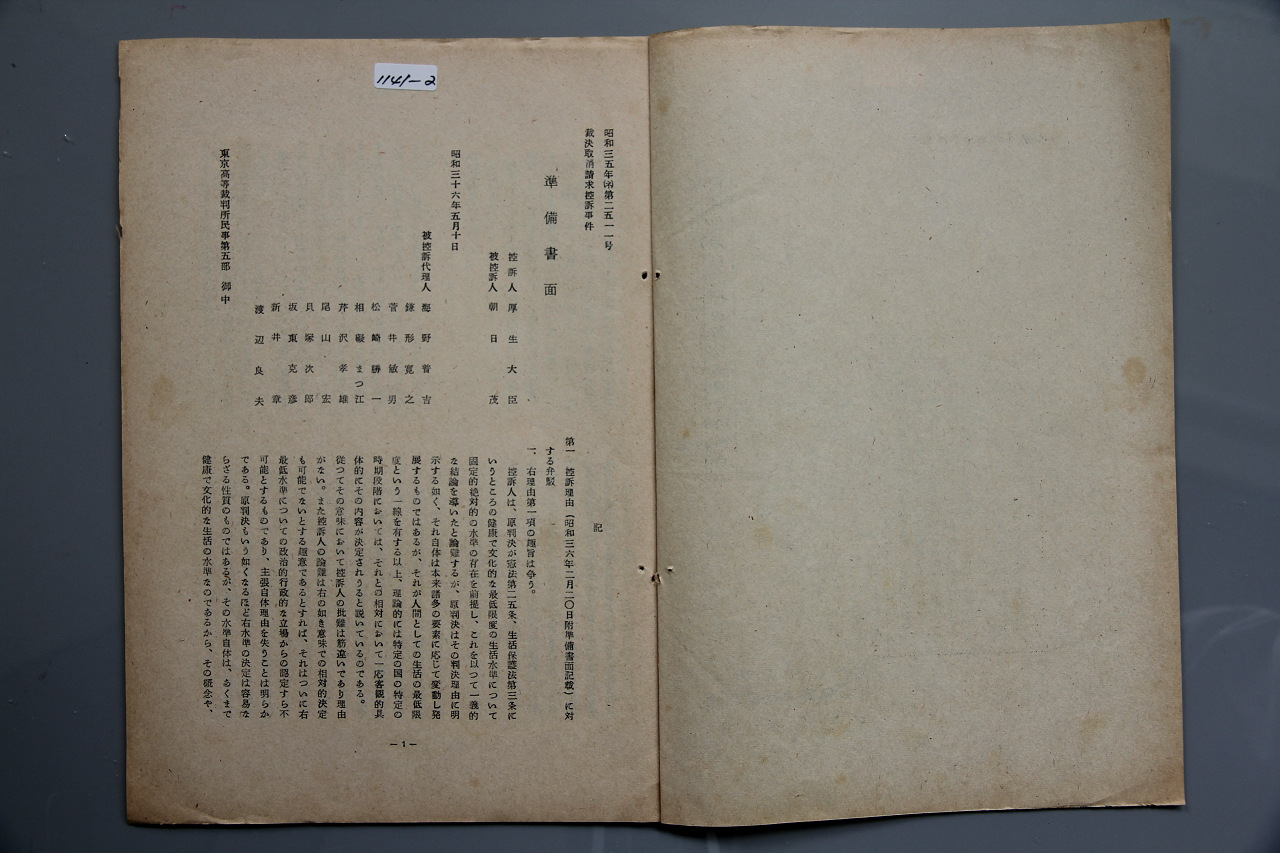 1141-2
昭和三五年(ネ)第二五一一号
裁決取消請求控訴事件
準備書面
控訴人 厚生大臣
被控訴人 朝日茂
昭和三十六年五月十日
被控訴代理人 海野普吉
鎌形寛之
菅井敏男
松崎勝一
相磯まつ江
芹沢孝雄
尾山宏
貝塚次郎
坂東克彦
新井章
渡辺良夫
東京高等裁判所民事第五部 御中
記
第一 控訴理由(昭和三六年二月二〇日附準備書面記載)に対
する弁駁
一、右理由第一項の趣旨は争う。
控訴人は、原判決が憲法第二五条、生活保護法第三条に
いうところの健康で文化的な最低限度の生活水準について
固定的絶対的の水準の存在を前提し、これを以つて一義的
な結論を導いたと論難するが、原判決はその判決理由に明
示する如く、それ自体は本来諸多の要素に応じて変動し発
展するものではあるが、それが人間としての生活の最低限
度という一線を有する以上、理論的には特定の国の特定の
時期段階においては、それとの相対において一応客観的具
体的にその内容が決定されうると説いているのである。
従つてその意味において控訴人の批難は筋違いであり理由
がない。また控訴人の論難は右の如き意味での相対的決定
も可能でないとする趣意であるとすれば、それはついに右
最低水準についての政治的行政的な立場からの認定すら不
可能とするものであり、主張自体理由を失うことは明らか
である。原判決もいう如くなるほど右水準の決定は容易な
らざる性質のものではあるが、その水準自体は、あくまで
健康で文化的な生活の水準なのであるから、その概念や、
—1—